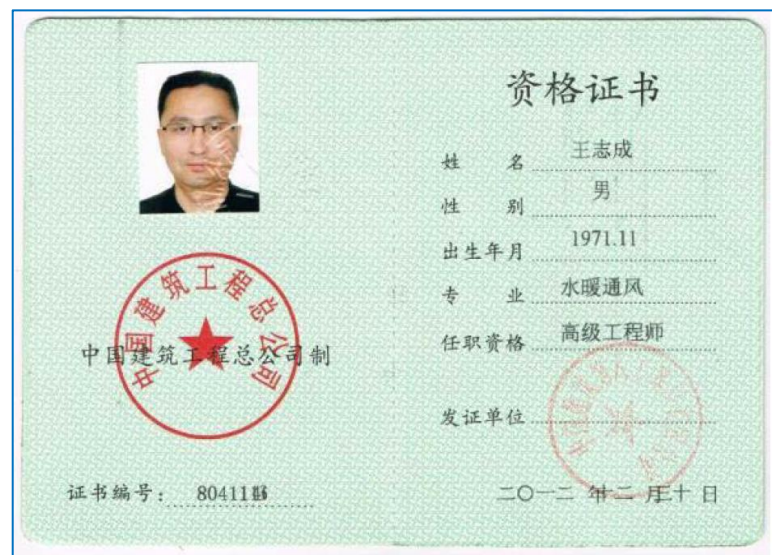 资格证书
姓 名 王志成
性 别 男
出生年月 1971.11
专 业 水暖通风
任职资格 高级工程师
发证单位
二〇一二 年十二 月三十 日
中国建筑工程总公司
中国建筑工程总公司制
证书编号: